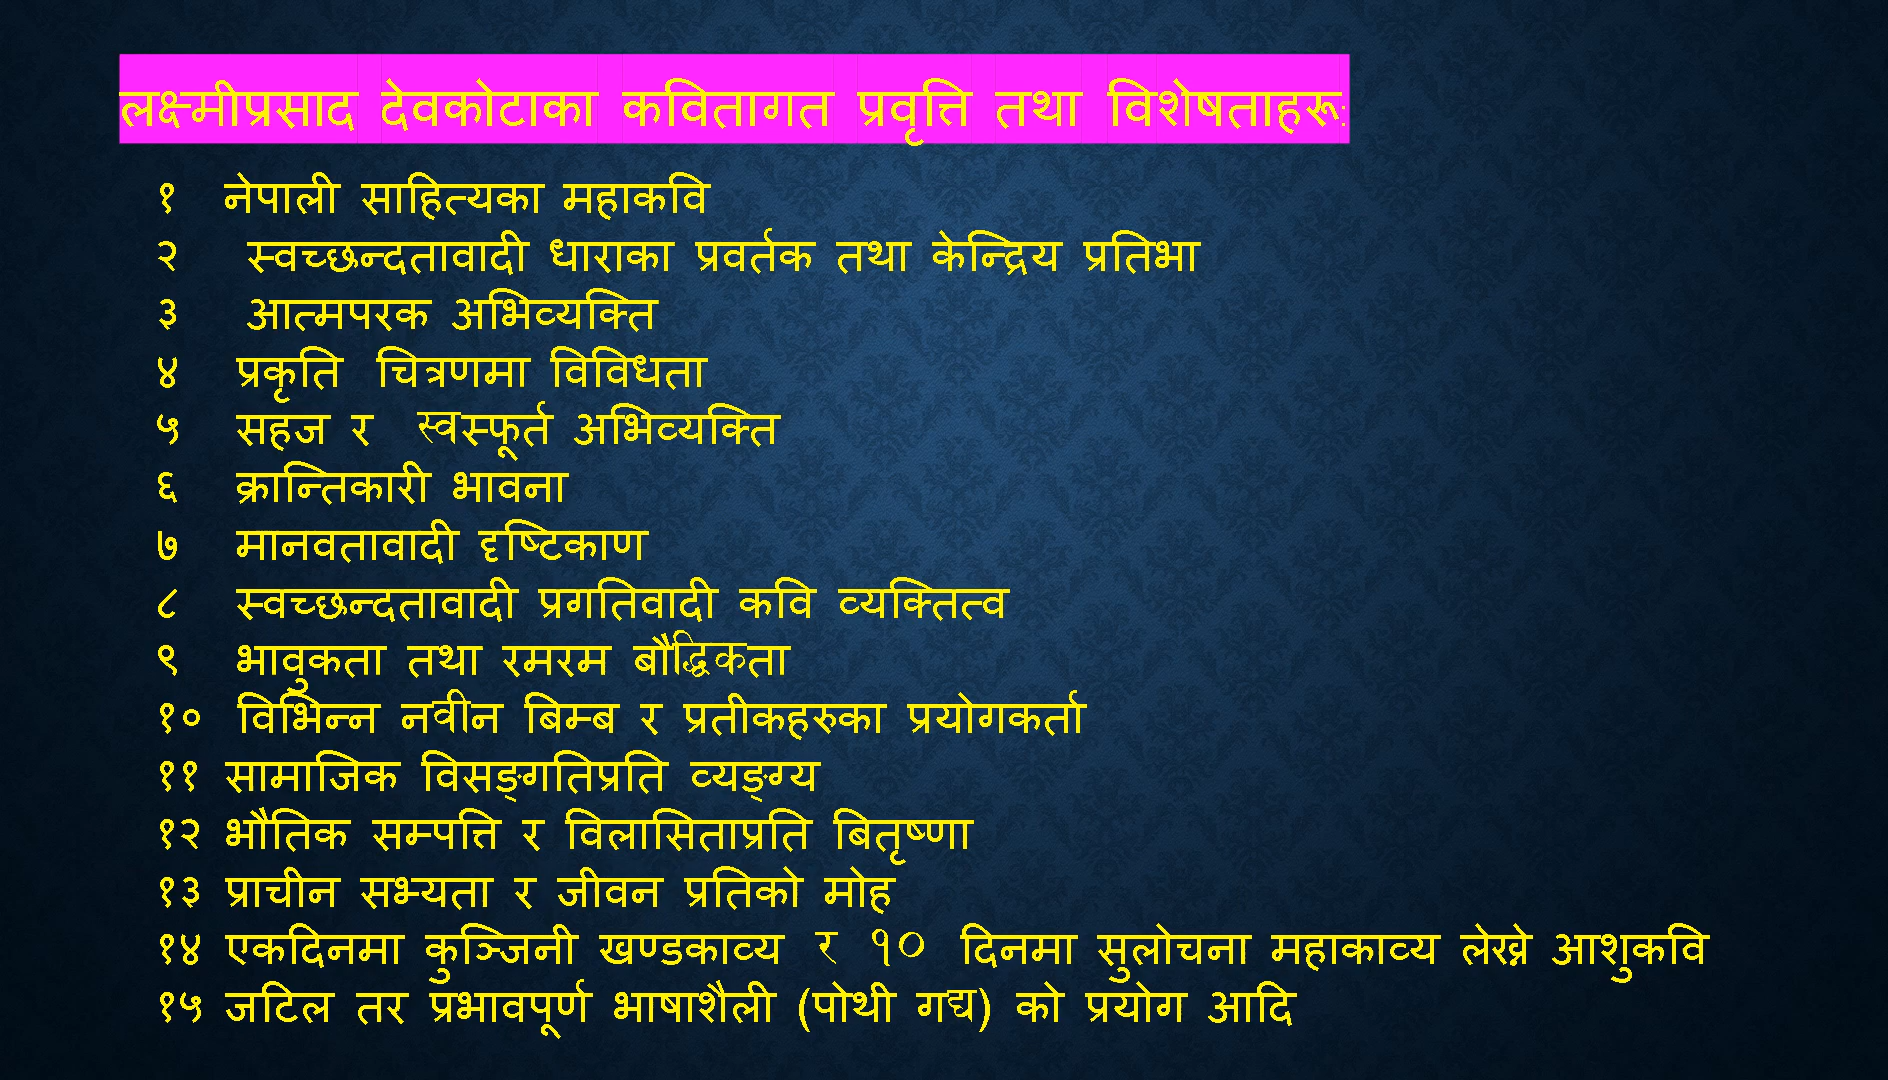 लक्ष्मीप्रसाद देवकोटाका कवितागत प्रवृत्ति तथा विशेषताहरू:
१ नेपाली साहित्यका महाकवि
२ स्वच्छन्दतावादी धाराका प्रवर्तक तथा केन्द्रिय प्रतिभा
३ आत्मपरक अभिव्यक्ति
४ प्रकृति चित्रणमा विविधता
५ सहज र स्वस्फूर्त अभिव्यक्ति
६ क्रान्तिकारी भावना
७ मानवतावादी दृष्टिकाण
८ स्वच्छन्दतावादी प्रगतिवादी कवि व्यक्तित्व
९ भावुकता तथा रमरम बौद्धिकता
१० विभिन्न नवीन बिम्ब र प्रतीकहरुका प्रयोगकर्ता
११ सामाजिक विसङ्गतिप्रति व्यङ्ग्य
१२ भौतिक सम्पत्ति र विलासिताप्रति बितृष्णा
१३ प्राचीन सभ्यता र जीवन प्रतिको मोह
१४ एकदिनमा कुञ्जिनी खण्डकाव्य र १० दिनमा सुलोचना महाकाव्य लेख्ने आशुकवि
१५ जटिल तर प्रभावपूर्ण भाषाशैली (पोथी गद्य) को प्रयोग आदि